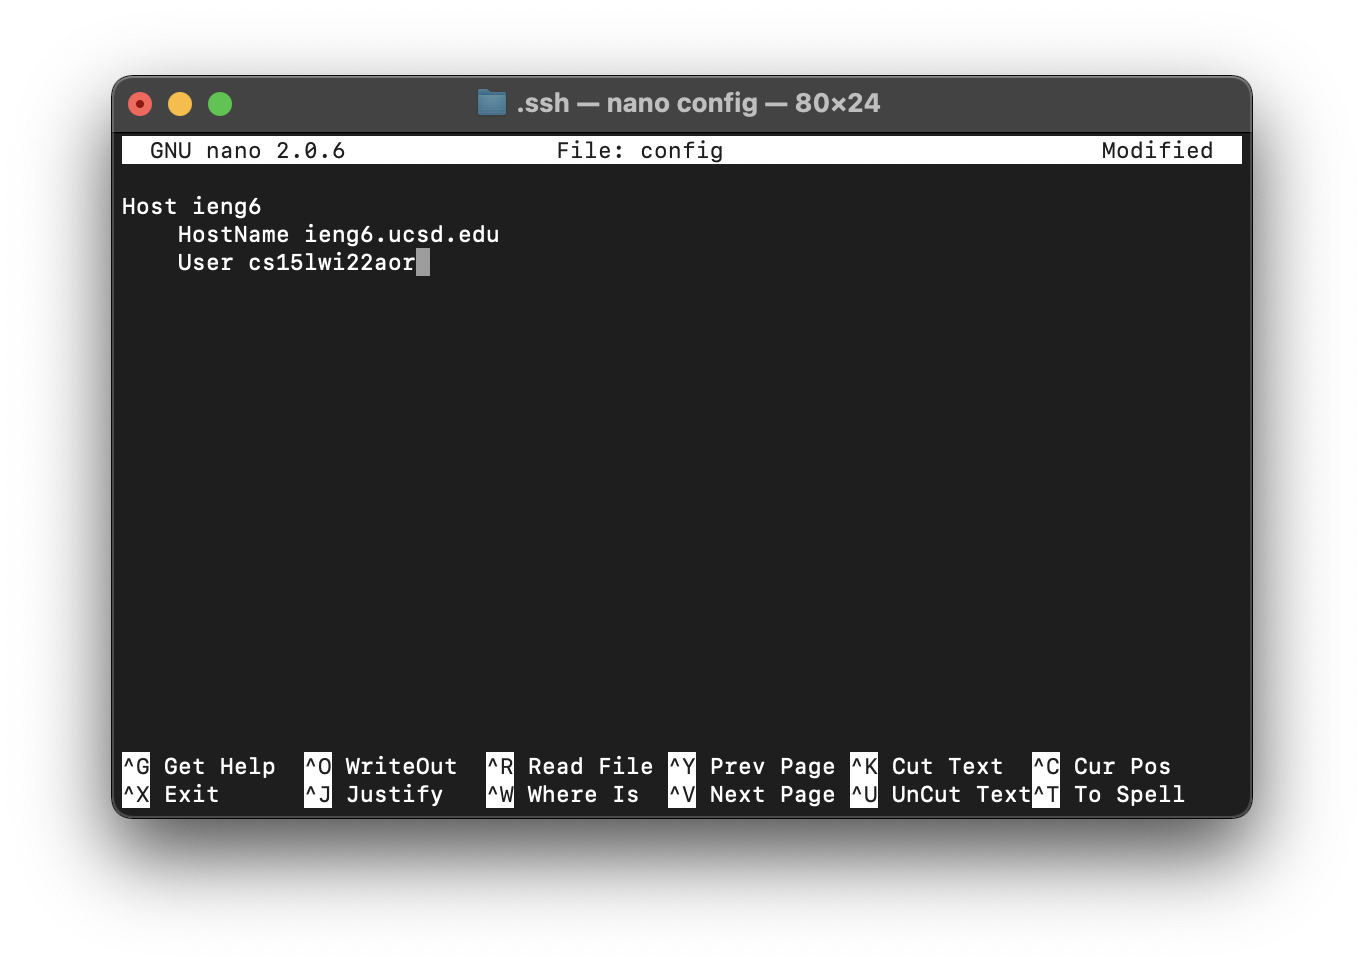 .ssh — nano config — 80×24
GNU nano 2.0.6 File: config Modified
Host ieng6
HostName ieng6.ucsd.edu
User cs15lwi22aor
^G Get Help ^O WriteOut ^R Read File ^Y Prev Page ^K Cut Text ^C Cur Pos
^X Exit ^J Justify ^W Where Is ^V Next Page ^U UnCut Text ^T To Spell